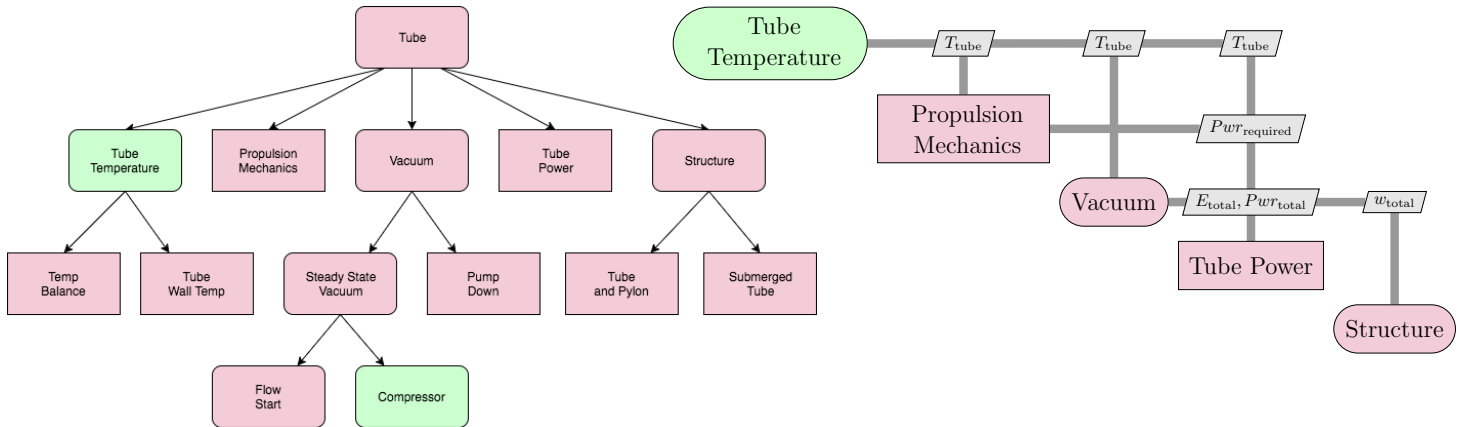 Tube
Tube
Temperature
Propulsion
Mechanics
Vacuum
Tube
Power
Structure
Temp
Balance
Tube
Wall Temp
Steady State
Vacuum
Pump
Down
Tube
and Pylon
Submerged
Tube
Flow
Start
Compressor
Tube
Temperature
T_tube
T_tube
T_tube
Propulsion
Mechanics
Pwr_required
Vacuum
E_total, Pwr_total
w_total
Tube Power
Structure